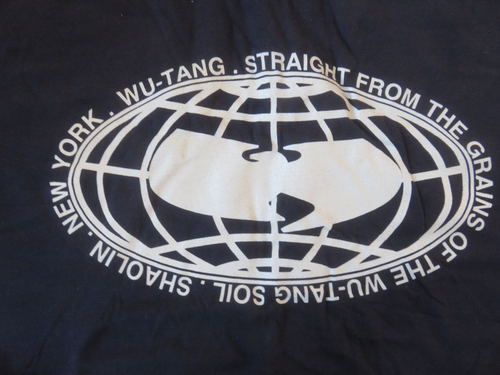 NEW YORK . WU-TANG . STRAIGHT FROM THE GRAINS OF THE WU-TANG SOIL . SHAOLIN .